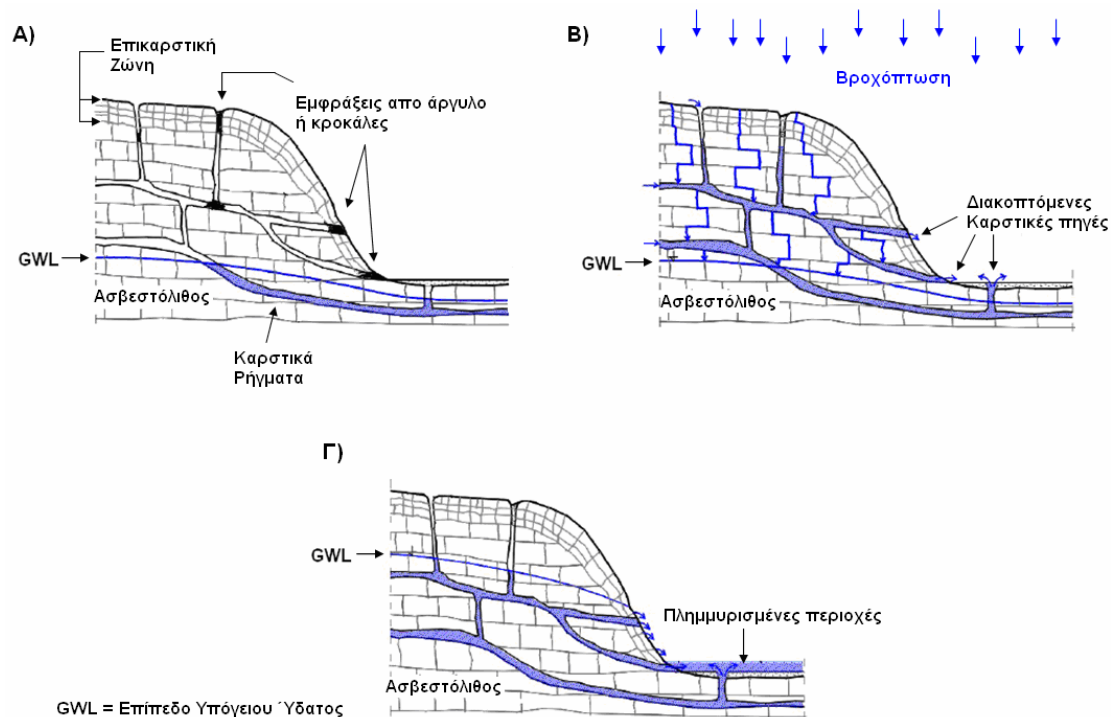 Α)
Επικαρστική
Ζώνη
Εμφράξεις απο άργυλο
ή κροκάλες
GWL
Ασβεστόλιθος
Καρστικά
Ρήγματα
Β)
Βροχόπτωση
Διακοπτόμενες
Καρστικές πηγές
GWL
Ασβεστόλιθος
Γ)
GWL
Πλημμυρισμένες περιοχές
Ασβεστόλιθος
GWL = Επίπεδο Υπόγειου Ύδατος